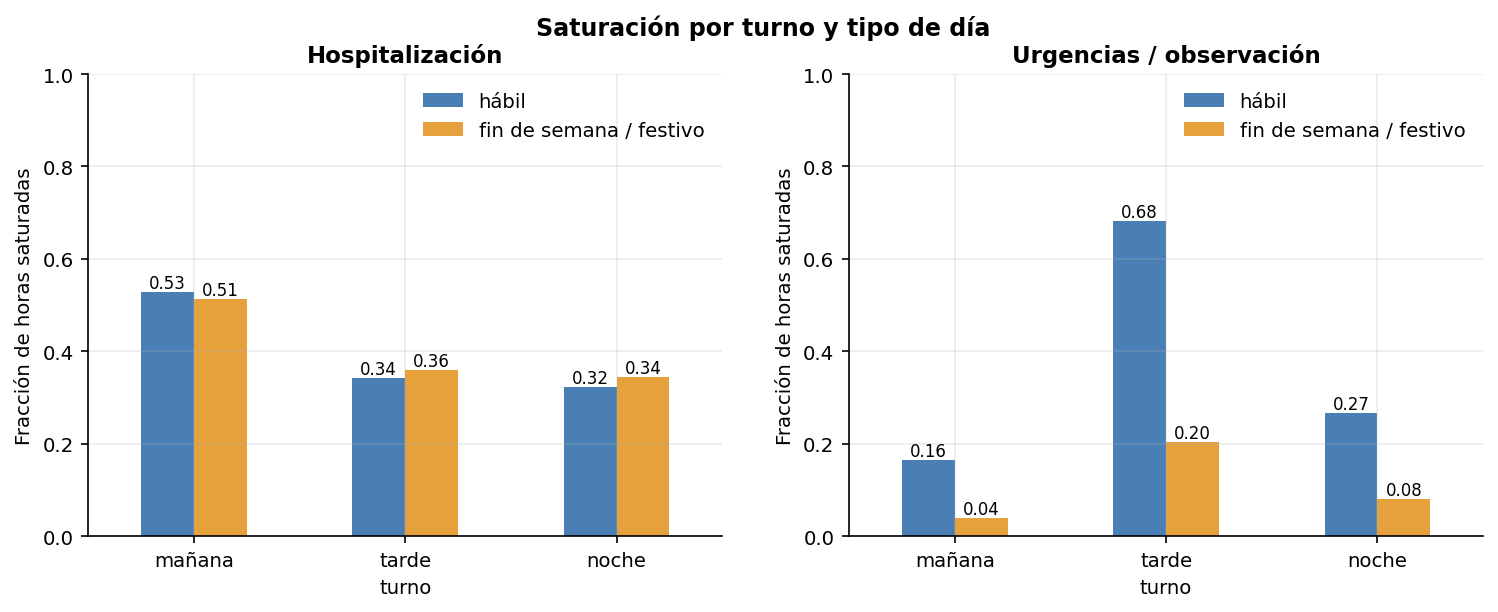 Saturación por turno y tipo de día
Hospitalización
hábil
fin de semana / festivo
Fracción de horas saturadas
1.0
0.8
0.6
0.4
0.2
0.0
0.53
0.51
0.34
0.36
0.32
0.34
mañana
tarde
noche
turno
Urgencias / observación
hábil
fin de semana / festivo
Fracción de horas saturadas
1.0
0.8
0.6
0.4
0.2
0.0
0.16
0.04
0.68
0.20
0.27
0.08
mañana
tarde
noche
turno